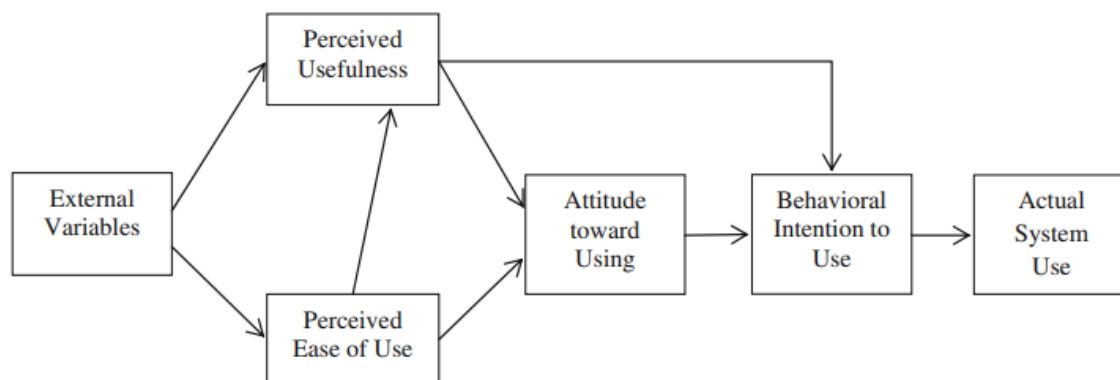 Perceived
Usefulness
External
Variables
Perceived
Ease of Use
Attitude
toward
Using
Behavioral
Intention to
Use
Actual
System
Use